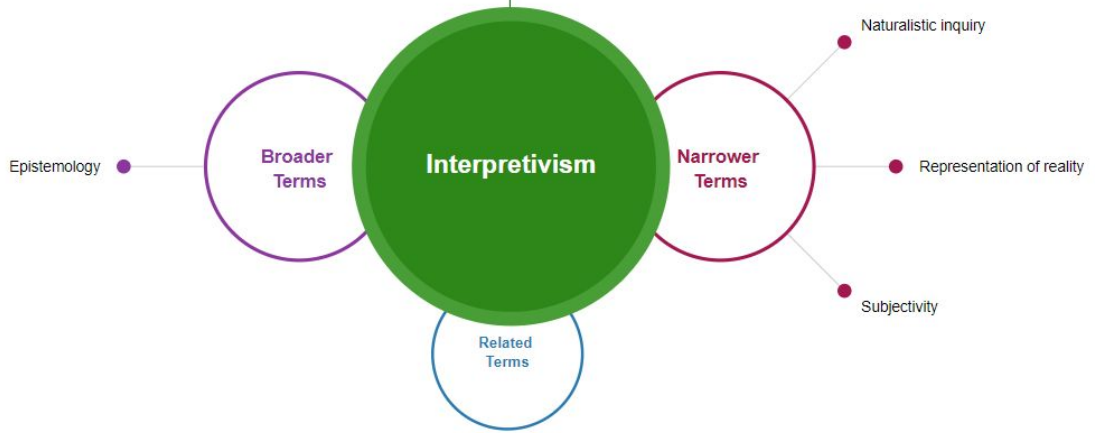 Naturalistic inquiry
Epistemology
Broader
Terms
Interpretivism
Narrower
Terms
Representation of reality
Subjectivity
Related
Terms